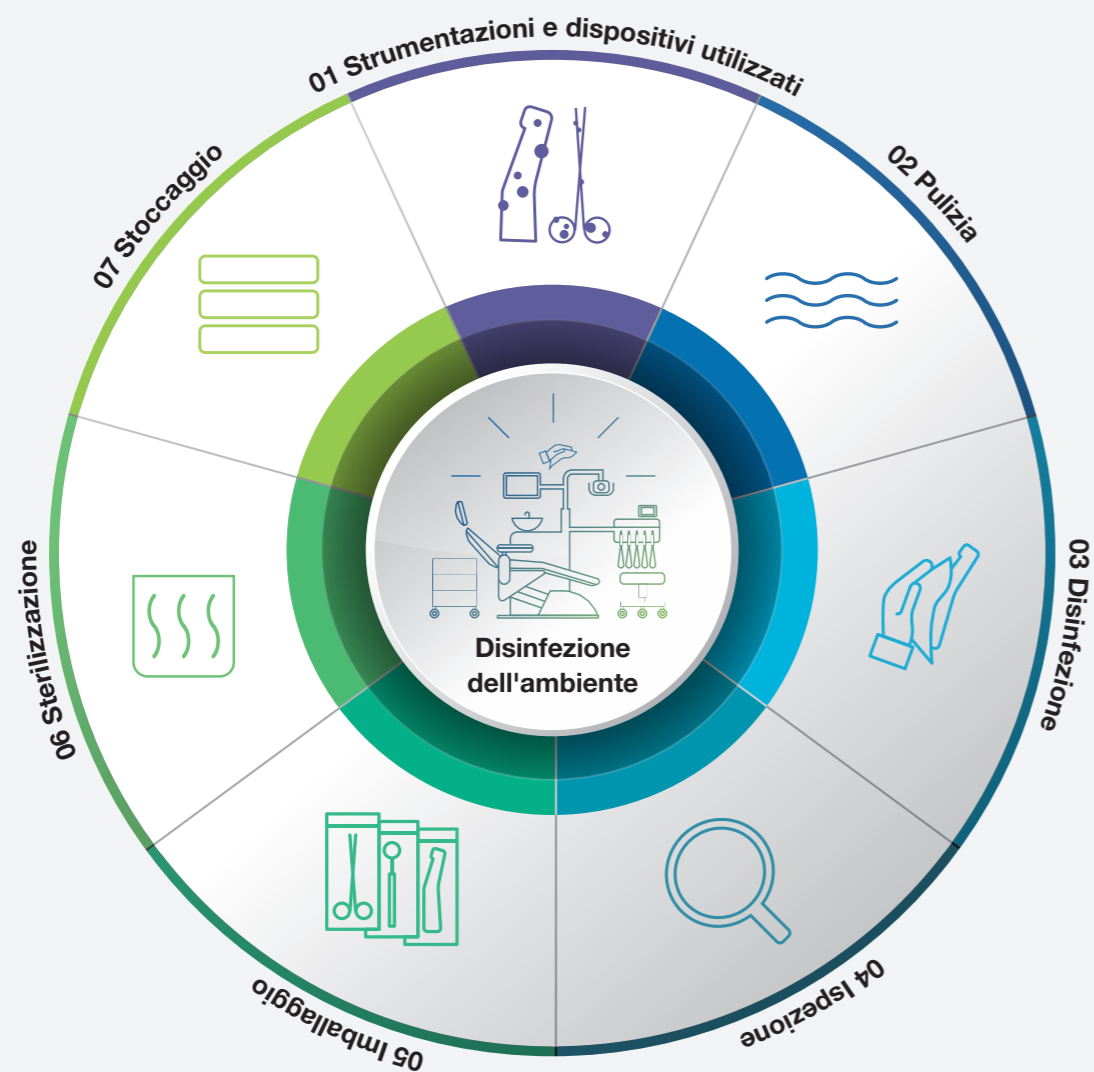 01 Strumentazioni e dispositivi utilizzati
02 Pulizia
03 Disinfezione
04 Ispezione
05 Imballaggio
06 Sterilizzazione
07 Stoccaggio
Disinfezione
dell'ambiente